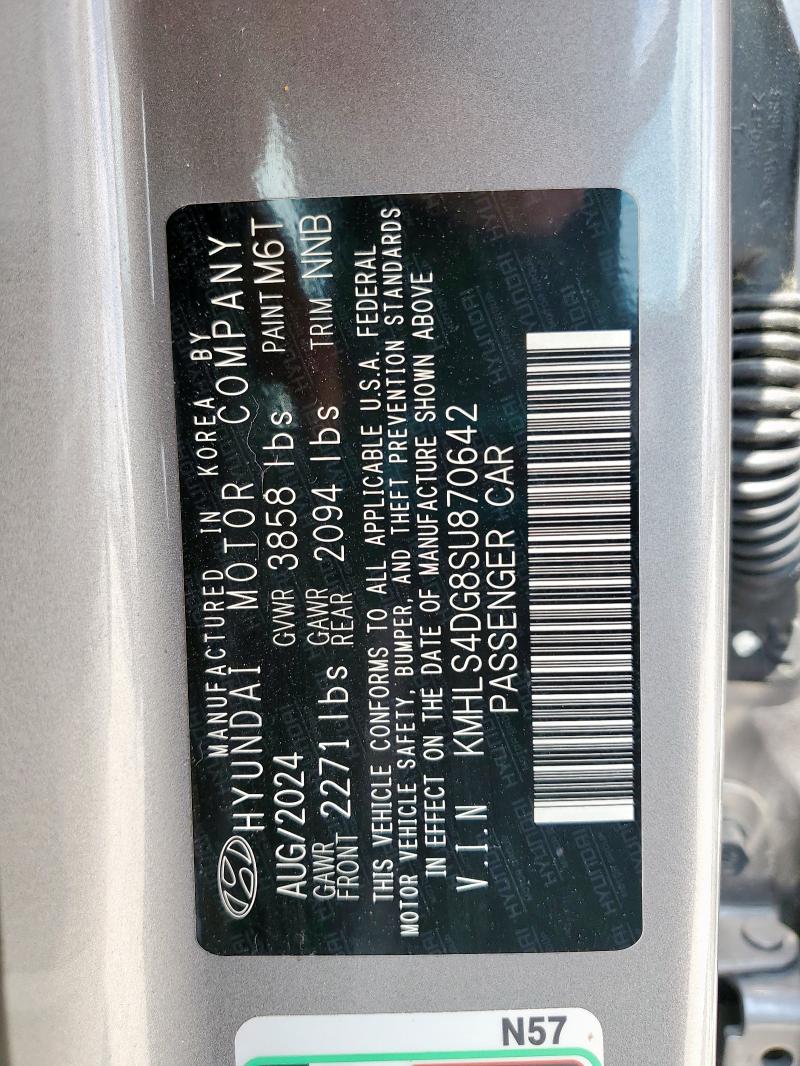 MANUFACTURED IN KOREA BY
HYUNDAI MOTOR COMPANY
AUG/2024 GVWR 3858 lbs PAINT M6T
GAWR FRONT 2271 lbs GAWR REAR 2094 lbs TRIM NNB
THIS VEHICLE CONFORMS TO ALL APPLICABLE U.S.A. FEDERAL
MOTOR VEHICLE SAFETY, BUMPER, AND THEFT PREVENTION STANDARDS
IN EFFECT ON THE DATE OF MANUFACTURE SHOWN ABOVE
V.I.N KMHLS4DG8SU870642
PASSENGER CAR
N57